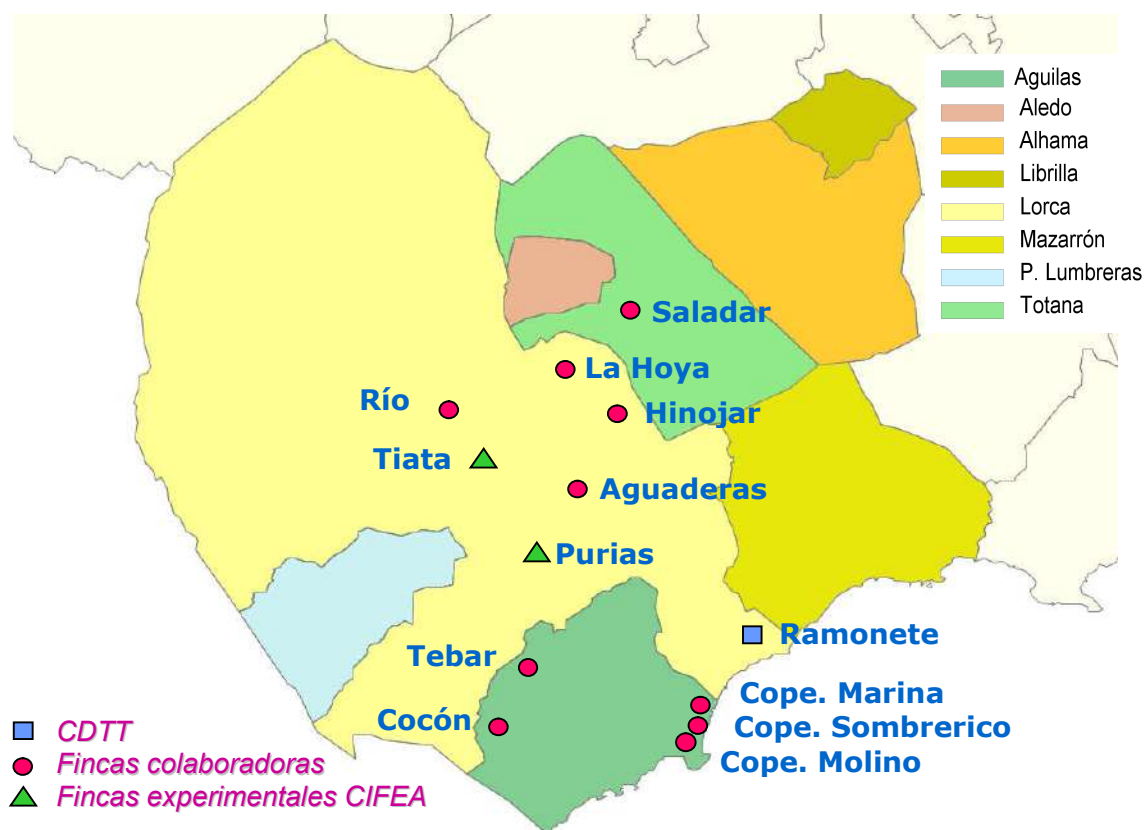 Aguilas
Aledo
Alhama
Librilla
Lorca
Mazarrón
P. Lumbreras
Totana
Saladar
La Hoya
Río
Hinojar
Tiata
Aguaderas
Purias
Ramonete
Tebar
Cope. Marina
Cocón
Cope. Sombrerico
Cope. Molino
CDTT
Fincas colaboradoras
Fincas experimentales CIFEA